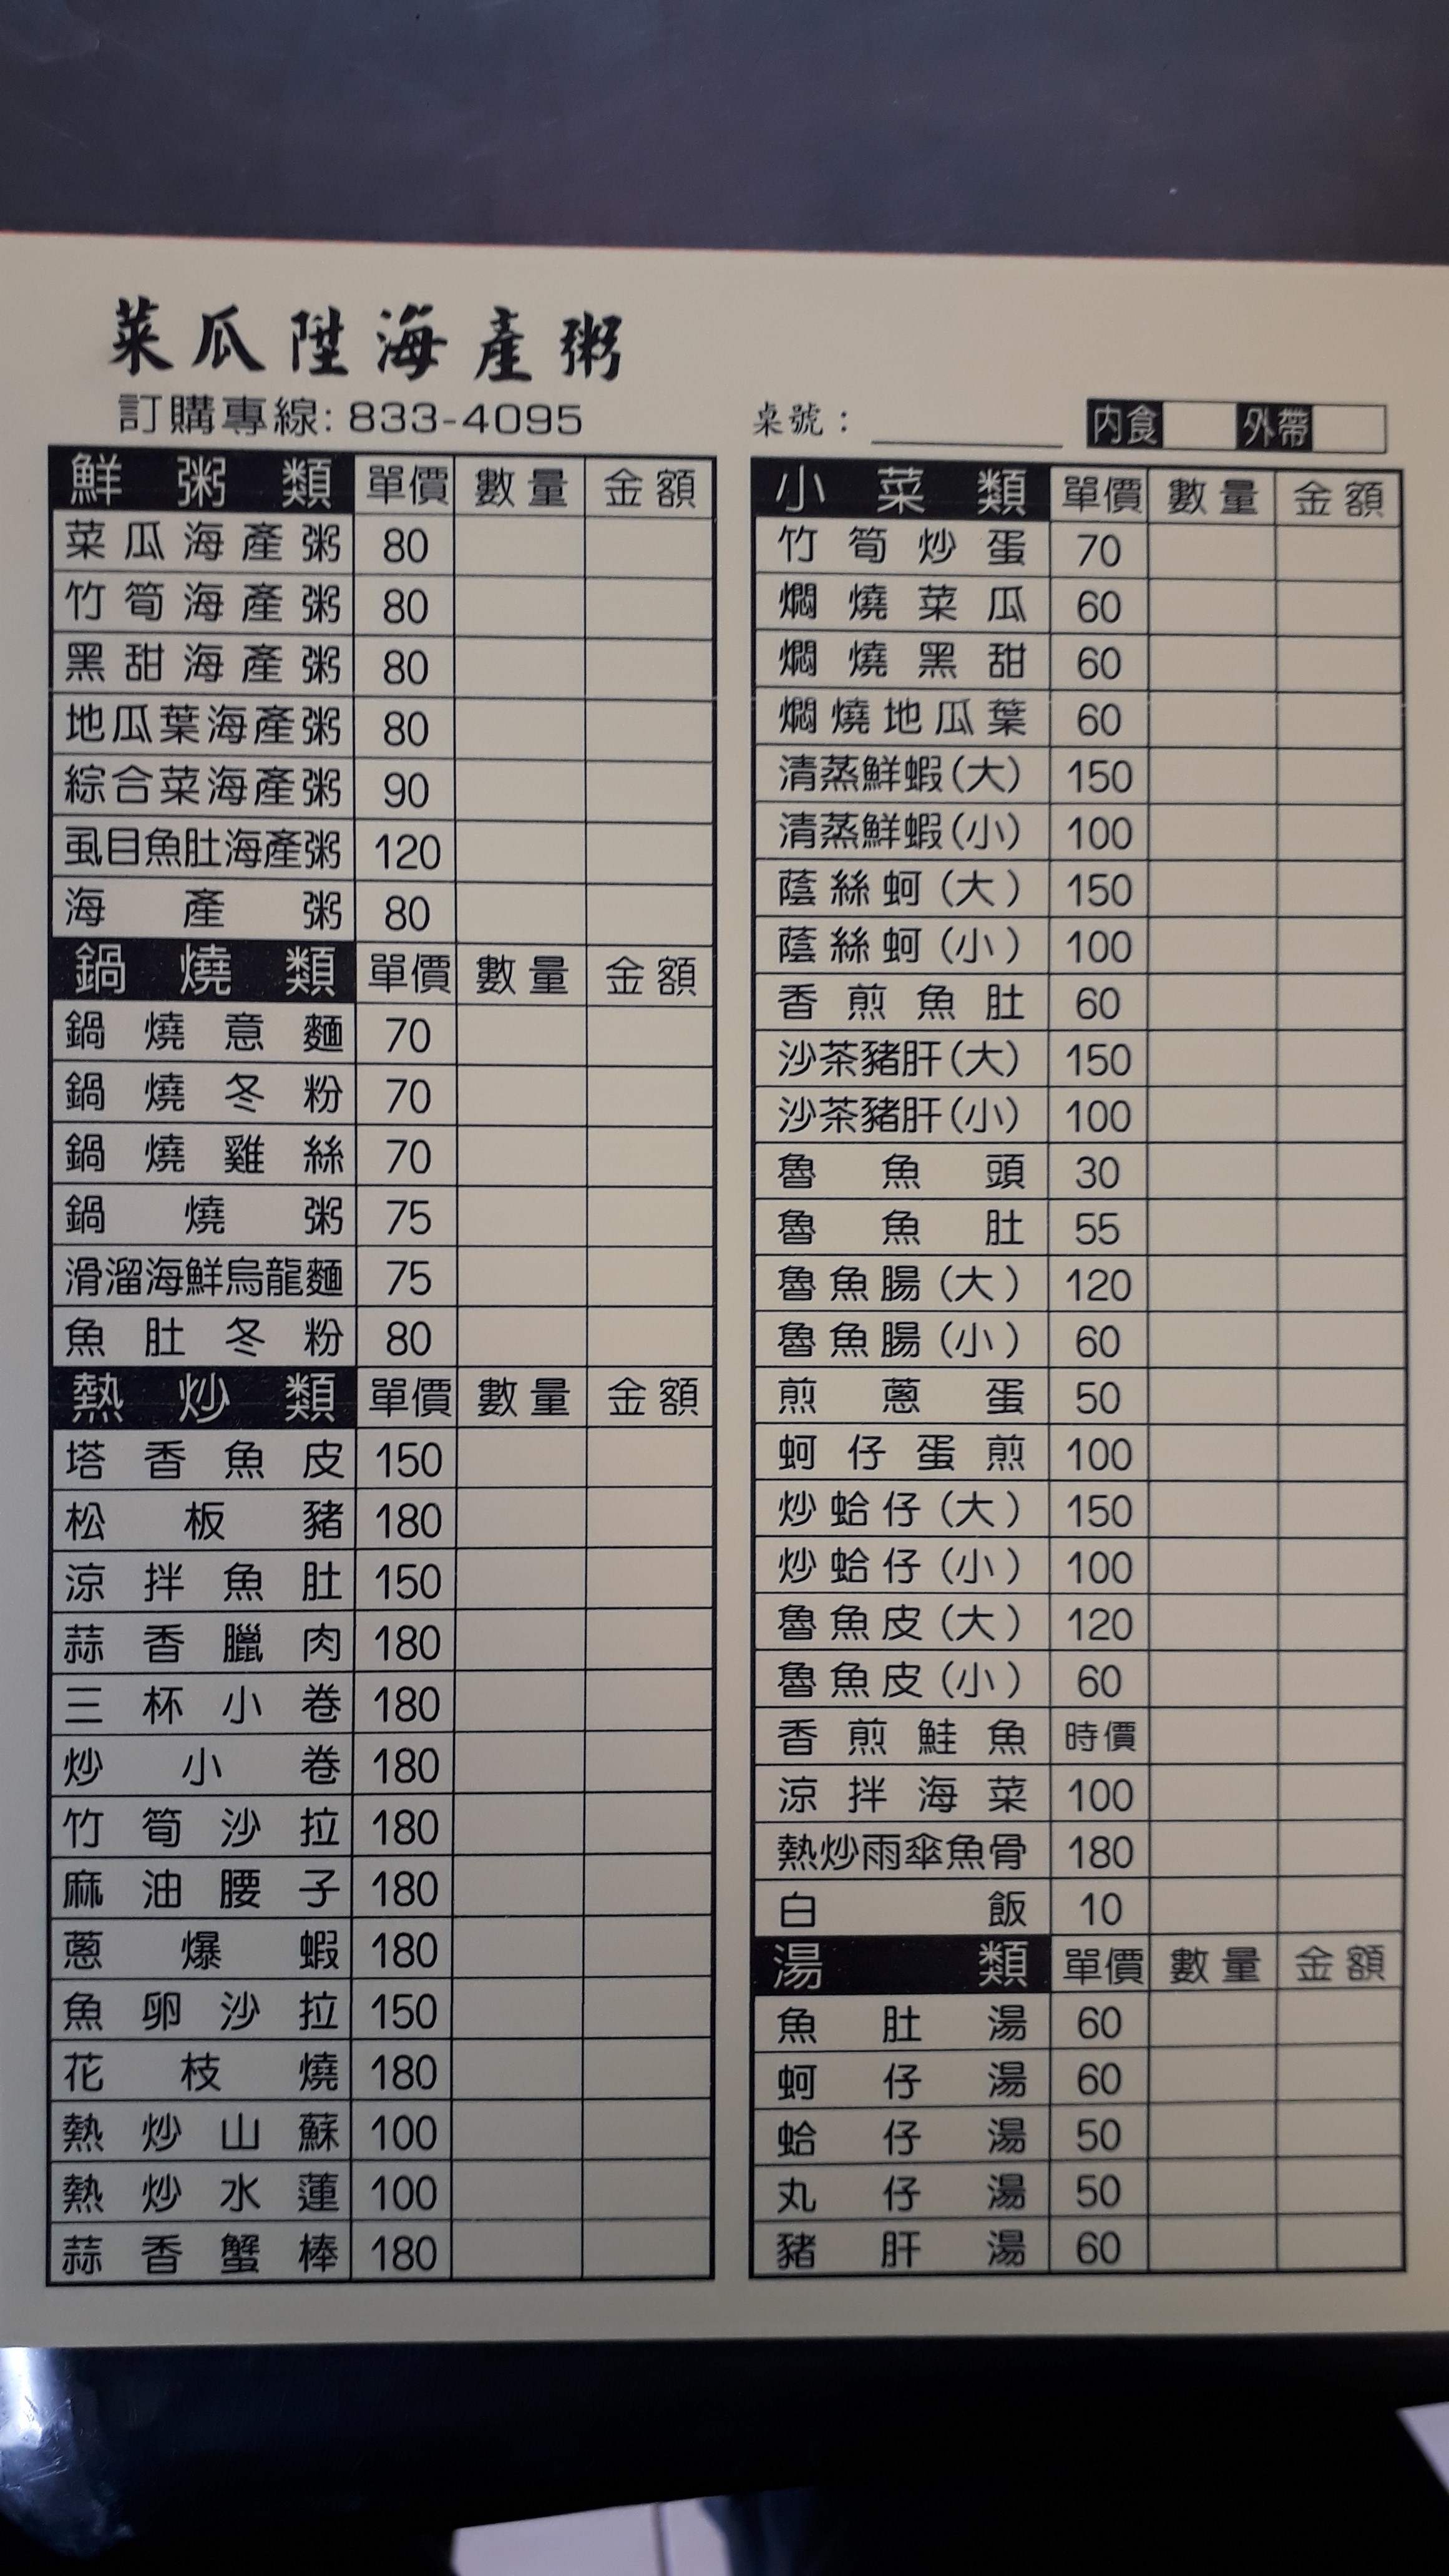 菜瓜陞海產粥
訂購專線: 833-4095
桌號：
內食 外帶
鮮粥類 單價 數量 金額
菜瓜海產粥 80
竹筍海產粥 80
黑甜海產粥 80
地瓜葉海產粥 80
綜合菜海產粥 90
虱目魚肚海產粥 120
海產粥 80
鍋燒類 單價 數量 金額
鍋燒意麵 70
鍋燒冬粉 70
鍋燒雞絲 70
鍋燒粥 75
滑溜海鮮烏龍麵 75
魚肚冬粉 80
熱炒類 單價 數量 金額
塔香魚皮 150
松板豬 180
涼拌魚肚 150
蒜香臘肉 180
三杯小卷 180
炒小卷 180
竹筍沙拉 180
麻油腰子 180
蔥爆蝦 180
魚卵沙拉 150
花枝燒 180
熱炒山蘇 100
熱炒水蓮 100
蒜香蟹棒 180
小菜類 單價 數量 金額
竹筍炒蛋 70
燜燒菜瓜 60
燜燒黑甜 60
燜燒地瓜葉 60
清蒸鮮蝦(大) 150
清蒸鮮蝦(小) 100
蔭絲蚵(大) 150
蔭絲蚵(小) 100
香煎魚肚 60
沙茶豬肝(大) 150
沙茶豬肝(小) 100
魯魚頭 30
魯魚肚 55
魯魚腸(大) 120
魯魚腸(小) 60
煎蔥蛋 50
蚵仔蛋煎 100
炒蛤仔(大) 150
炒蛤仔(小) 100
魯魚皮(大) 120
魯魚皮(小) 60
香煎鮭魚 時價
涼拌海菜 100
熱炒雨傘魚骨 180
白飯 10
湯類 單價 數量 金額
魚肚湯 60
蚵仔湯 60
蛤仔湯 50
丸仔湯 50
豬肝湯 60